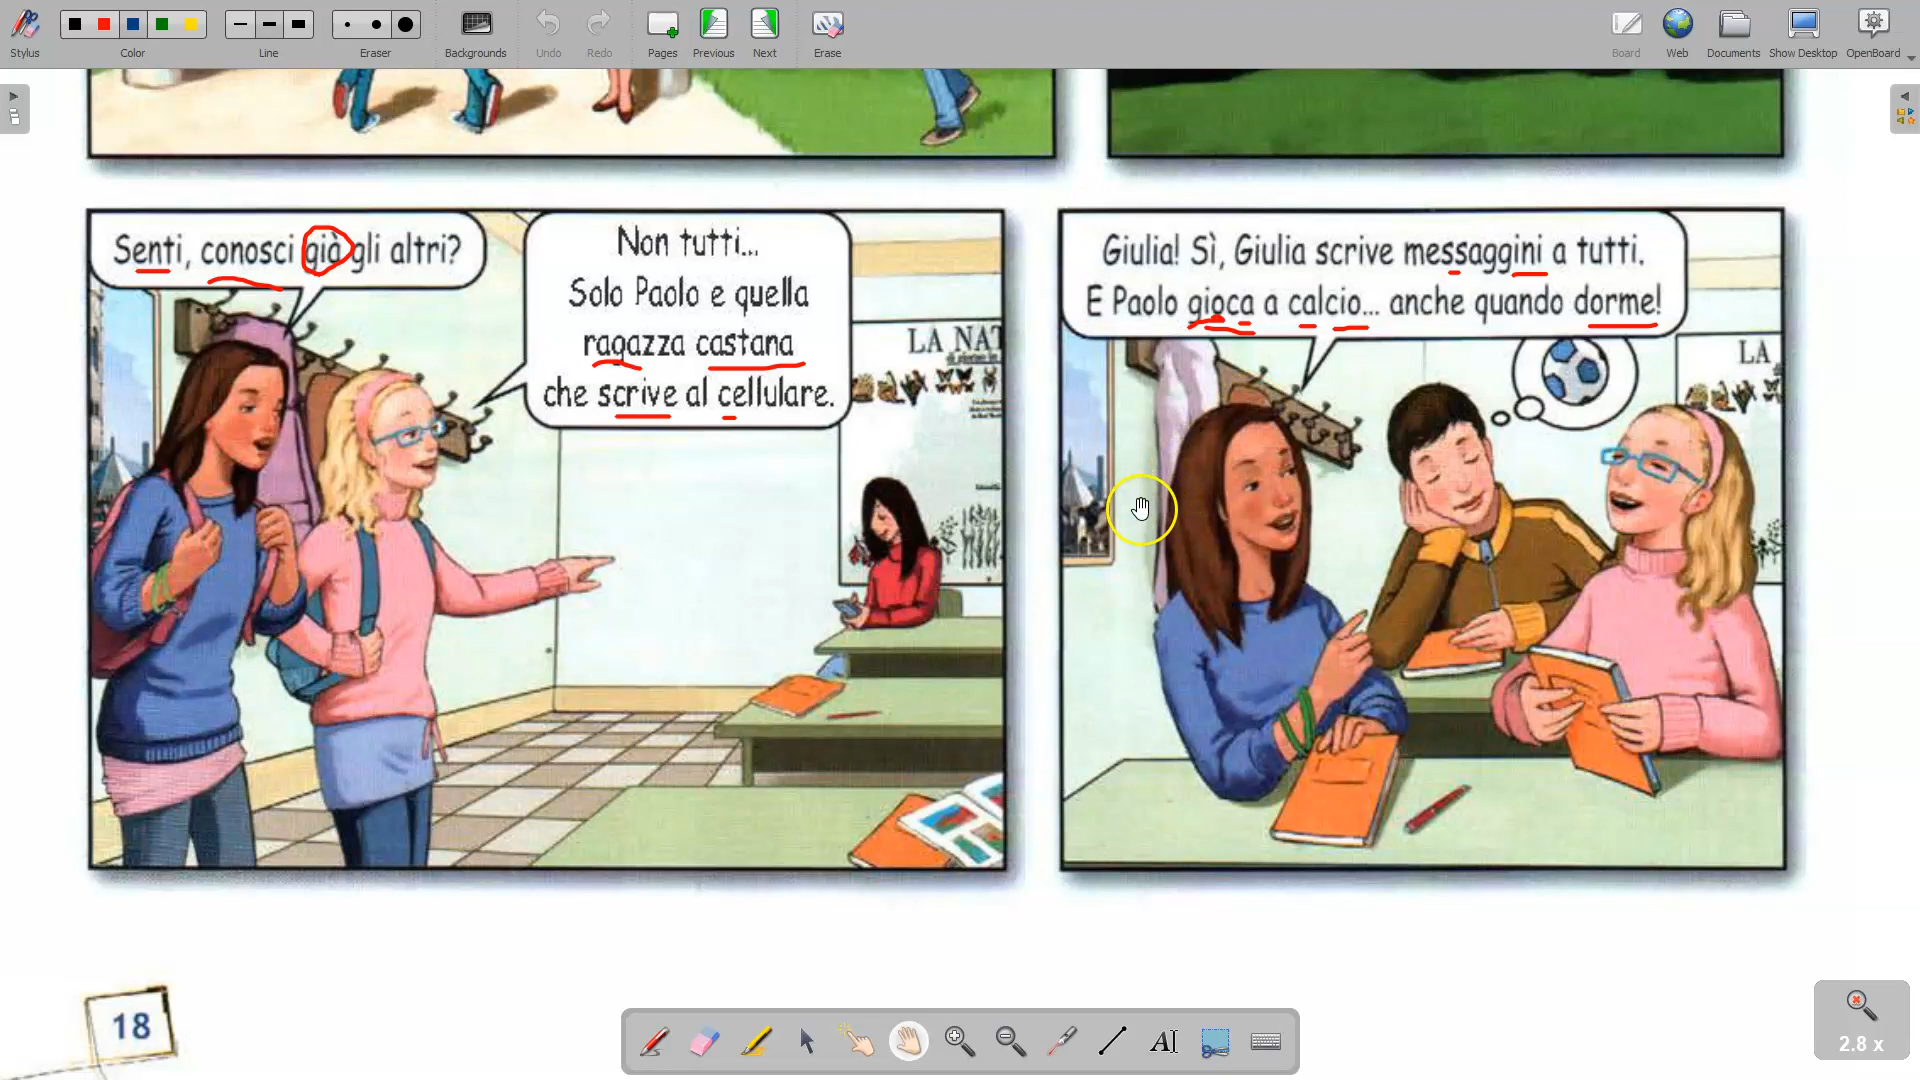 Stylus
Color
Line
Eraser
Backgrounds
Undo
Redo
Pages
Previous
Next
Erase
Board
Web
Documents
Show Desktop
OpenBoard
Senti, conosci già gli altri?
Non tutti...
Solo Paolo e quella
ragazza castana
che scrive al cellulare.
LA NAT
Giulia! Sì, Giulia scrive messaggini a tutti.
E Paolo gioca a calcio... anche quando dorme!
LA
18
AI
2.8 x